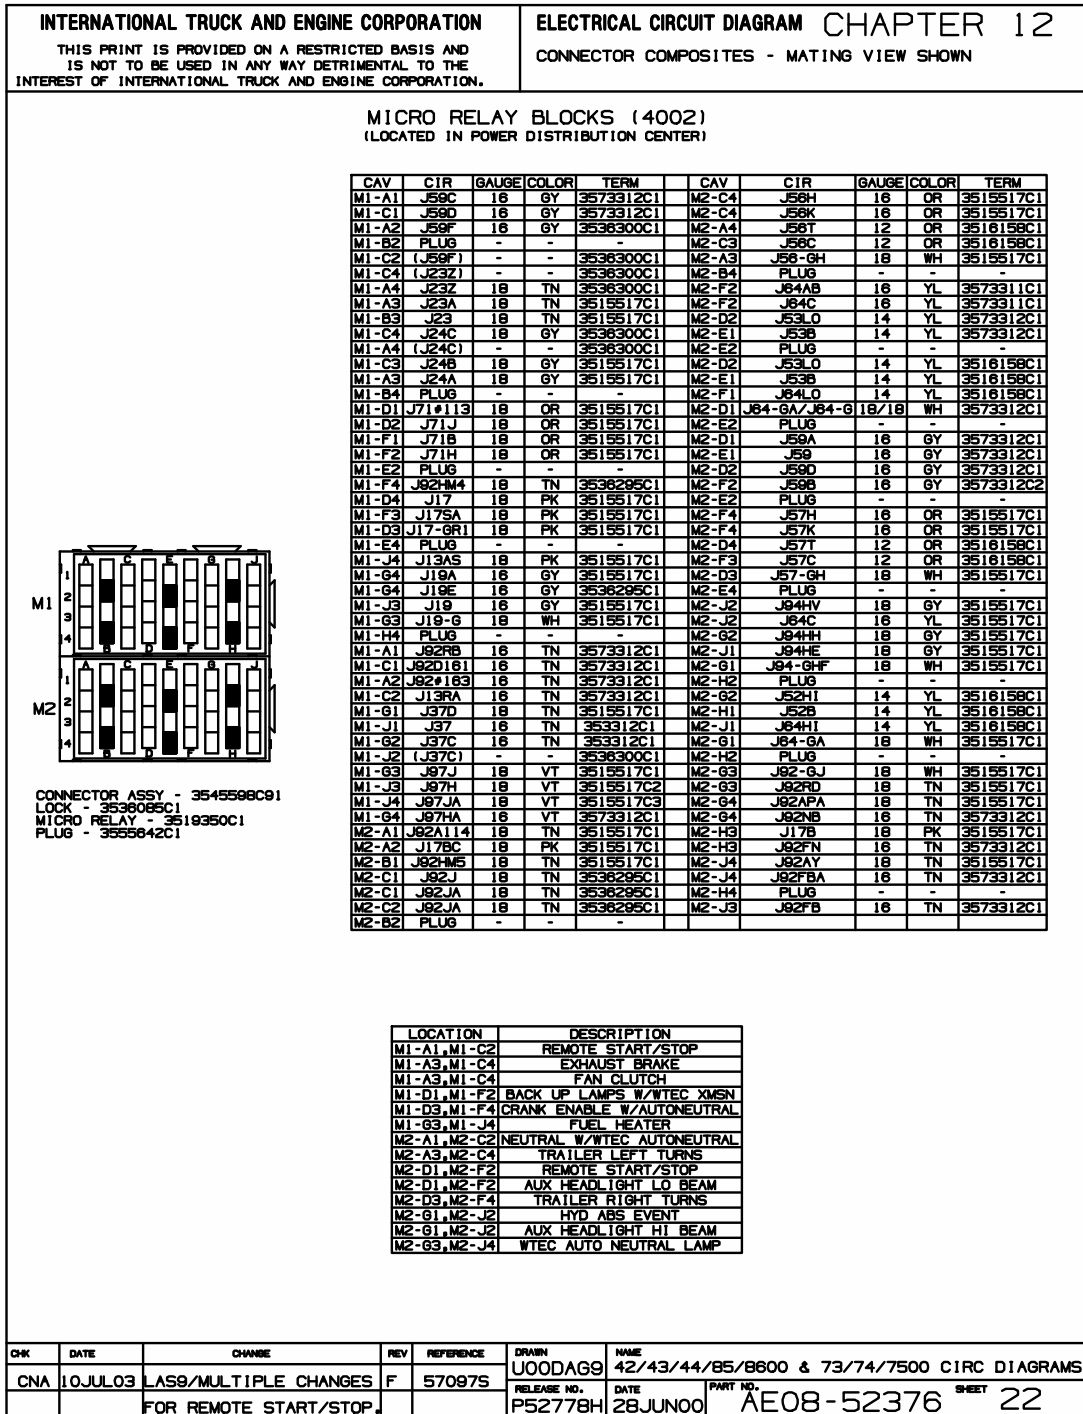 INTERNATIONAL TRUCK AND ENGINE CORPORATION
THIS PRINT IS PROVIDED ON A RESTRICTED BASIS AND
IS NOT TO BE USED IN ANY WAY DETRIMENTAL TO THE
INTEREST OF INTERNATIONAL TRUCK AND ENGINE CORPORATION.
ELECTRICAL CIRCUIT DIAGRAM CHAPTER 12
CONNECTOR COMPOSITES - MATING VIEW SHOWN
MICRO RELAY BLOCKS (4002)
(LOCATED IN POWER DISTRIBUTION CENTER)
CAV CIR GAUGE COLOR TERM CAV CIR GAUGE COLOR TERM
M1-A1 J59C 16 GY 3573312C1 M2-C4 J56H 16 OR 3515517C1
M1-C1 J59D 16 GY 3573312C1 M2-C4 J56K 16 OR 3515517C1
M1-A2 J59F 16 GY 3536300C1 M2-A4 J56T 12 OR 3516158C1
M1-B2 PLUG - - - M2-C3 J56C 12 OR 3516158C1
M1-C2 (J59F) - - 3536300C1 M2-A3 J56-GH 18 WH 3515517C1
M1-C4 (J23Z) - - 3536300C1 M2-B4 PLUG - - -
M1-A4 J23Z 18 TN 3536300C1 M2-F2 J64AB 16 YL 3573311C1
M1-A3 J23A 18 TN 3515517C1 M2-F2 J64C 16 YL 3573311C1
M1-B3 J23 18 TN 3515517C1 M2-D2 J53LO 14 YL 3573312C1
M1-C4 J24C 18 GY 3536300C1 M2-E1 J53B 14 YL 3573312C1
M1-A4 (J24C) - - 3536300C1 M2-E2 PLUG - - -
M1-C3 J24B 18 GY 3515517C1 M2-D2 J53LO 14 YL 3516158C1
M1-A3 J24A 18 GY 3515517C1 M2-E1 J53B 14 YL 3516158C1
M1-B4 PLUG - - - M2-F1 J64LO 14 YL 3516158C1
M1-D1 J71#113 18 OR 3515517C1 M2-D1 J64-GA/J64-G 18/18 WH 3573312C1
M1-D2 J71J 18 OR 3515517C1 M2-E2 PLUG - - -
M1-F1 J71B 18 OR 3515517C1 M2-D1 J59A 16 GY 3573312C1
M1-F2 J71H 18 OR 3515517C1 M2-E1 J59 16 GY 3573312C1
M1-E2 PLUG - - - M2-D2 J59D 16 GY 3573312C1
M1-F4 J92HM4 18 TN 3536295C1 M2-F2 J59B 16 GY 3573312C2
M1-D4 J17 18 PK 3515517C1 M2-E2 PLUG - - -
M1-F3 J17SA 18 PK 3515517C1 M2-F4 J57H 16 OR 3515517C1
M1-D3 J17-GR1 18 PK 3515517C1 M2-F4 J57K 16 OR 3515517C1
M1-E4 PLUG - - - M2-D4 J57T 12 OR 3516158C1
M1-J4 J13AS 18 PK 3515517C1 M2-F3 J57C 12 OR 3516158C1
M1-G4 J19A 16 GY 3515517C1 M2-D3 J57-GH 18 WH 3515517C1
M1-G4 J19E 16 GY 3536295C1 M2-E4 PLUG - - -
M1-J3 J19 16 GY 3515517C1 M2-J2 J94HV 18 GY 3515517C1
M1-G3 J19-G 18 WH 3515517C1 M2-J2 J64C 16 YL 3515517C1
M1-H4 PLUG - - - M2-G2 J94HH 18 GY 3515517C1
M1-A1 J92RB 16 TN 3573312C1 M2-J1 J94HE 18 GY 3515517C1
M1-C1 J92D161 16 TN 3573312C1 M2-G1 J94-GHF 18 WH 3515517C1
M1-A2 J92#163 16 TN 3573312C1 M2-H2 PLUG - - -
M1-C2 J13RA 16 TN 3573312C1 M2-G2 J52HI 14 YL 3516158C1
M1-G1 J37D 18 TN 3515517C1 M2-H1 J52B 14 YL 3516158C1
M1-J1 J37 16 TN 353312C1 M2-J1 J64HI 14 YL 3516158C1
M1-G2 J37C 16 TN 353312C1 M2-G1 J64-GA 18 WH 3515517C1
M1-J2 (J37C) - - 3536300C1 M2-H2 PLUG - - -
M1-G3 J97J 18 VT 3515517C1 M2-G3 J92-GJ 18 WH 3515517C1
M1-J3 J97H 18 VT 3515517C2 M2-G3 J92RD 18 TN 3515517C1
M1-J4 J97JA 18 VT 3515517C3 M2-G4 J92APA 18 TN 3515517C1
M1-G4 J97HA 16 VT 3573312C1 M2-G4 J92NB 16 TN 3573312C1
M2-A1 J92A114 18 TN 3515517C1 M2-H3 J17B 18 PK 3515517C1
M2-A2 J17BC 18 PK 3515517C1 M2-H3 J92FN 16 TN 3573312C1
M2-B1 J92HM5 18 TN 3515517C1 M2-J4 J92AY 18 TN 3515517C1
M2-C1 J92J 18 TN 3536295C1 M2-J4 J92FBA 16 TN 3573312C1
M2-C1 J92JA 18 TN 3536295C1 M2-H4 PLUG - - -
M2-C2 J92JA 18 TN 3536295C1 M2-J3 J92FB 16 TN 3573312C1
M2-B2 PLUG - - -
A C E G J
1
M1 2
3
4
B D F H
A C E G J
1
M2 2
3
4
B D F H
CONNECTOR ASSY - 3545598C91
LOCK - 3536085C1
MICRO RELAY - 3519350C1
PLUG - 3555642C1
LOCATION DESCRIPTION
M1-A1,M1-C2 REMOTE START/STOP
M1-A3,M1-C4 EXHAUST BRAKE
M1-A3,M1-C4 FAN CLUTCH
M1-D1,M1-F2 BACK UP LAMPS W/WTEC XMSN
M1-D3,M1-F4 CRANK ENABLE W/AUTONEUTRAL
M1-G3,M1-J4 FUEL HEATER
M2-A1,M2-C2 NEUTRAL W/WTEC AUTONEUTRAL
M2-A3,M2-C4 TRAILER LEFT TURNS
M2-D1,M2-F2 REMOTE START/STOP
M2-D1,M2-F2 AUX HEADLIGHT LO BEAM
M2-D3,M2-F4 TRAILER RIGHT TURNS
M2-G1,M2-J2 HYD ABS EVENT
M2-G1,M2-J2 AUX HEADLIGHT HI BEAM
M2-G3,M2-J4 WTEC AUTO NEUTRAL LAMP
CHK DATE CHANGE REV REFERENCE DRAWN NAME
CNA 10JUL03 LAS9/MULTIPLE CHANGES F 57097S U00DAG9 42/43/44/85/8600 & 73/74/7500 CIRC DIAGRAMS
FOR REMOTE START/STOP.
RELEASE NO. DATE PART NO. SHEET
P52778H 28JUN00 AE08-52376 22